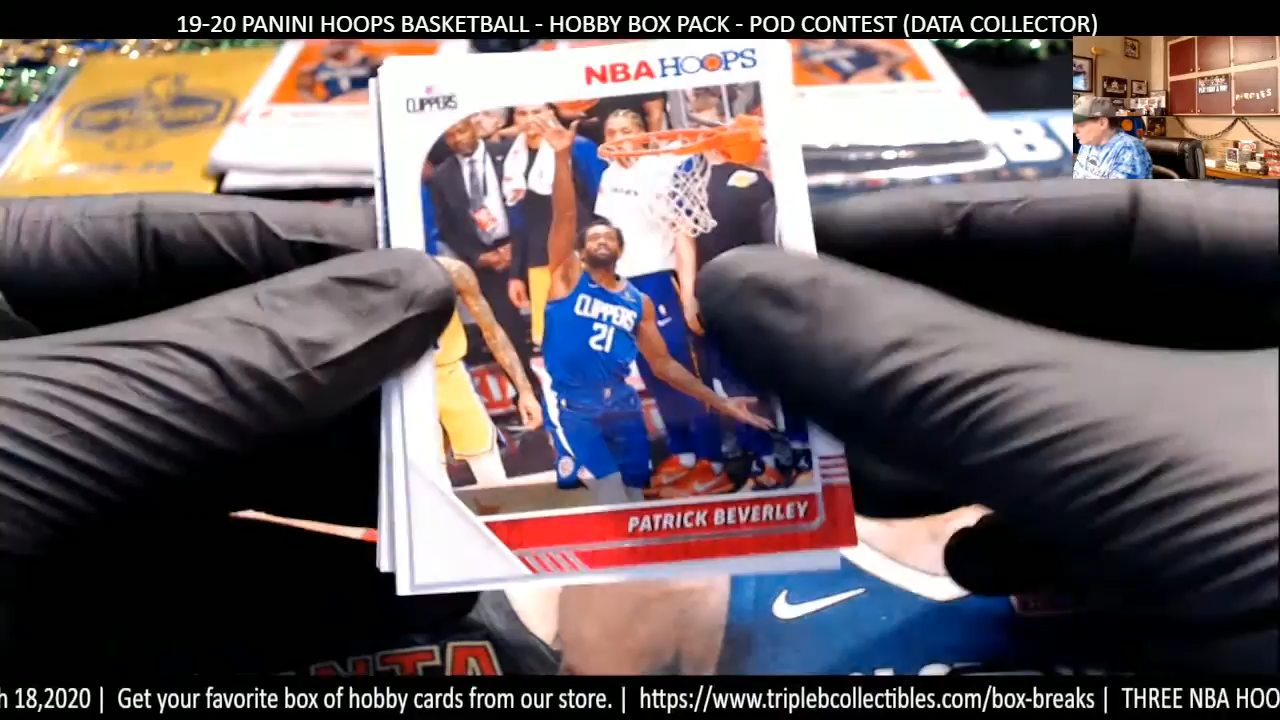 19-20 PANINI HOOPS BASKETBALL - HOBBY BOX PACK - POD CONTEST (DATA COLLECTOR)
NBA HOOPS
CLIPPERS
CLIPPERS
21
PATRICK BEVERLEY
h 18,2020 | Get your favorite box of hobby cards from our store. | https://www.triplebcollectibles.com/box-breaks | THREE NBA HOO